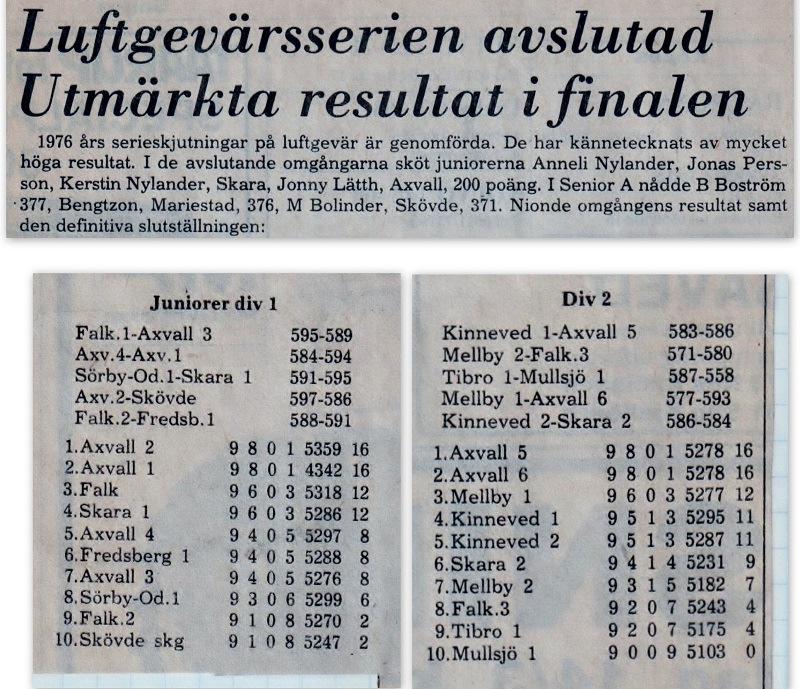 Luftgevärsserien avslutad
Utmärkta resultat i finalen
1976 års serieskjutningar på luftgevär är genomförda. De har kännetecknats av mycket
höga resultat. I de avslutande omgångarna sköt juniorerna Anneli Nylander, Jonas Pers-
son, Kerstin Nylander, Skara, Jonny Lätth, Axvall, 200 poäng. I Senior A nådde B Boström
377, Bengtzon, Mariestad, 376, M Bolinder, Skövde, 371. Nionde omgångens resultat samt
den definitiva slutställningen:
Juniorer div 1
Falk.1-Axvall 3 595-589
Axv.4-Axv.1 584-594
Sörby-Od.1-Skara 1 591-595
Axv.2-Skövde 597-586
Falk.2-Fredsb.1 588-591
1.Axvall 2 9 8 0 1 5359 16
2.Axvall 1 9 8 0 1 4342 16
3.Falk 9 6 0 3 5318 12
4.Skara 1 9 6 0 3 5286 12
5.Axvall 4 9 4 0 5 5297 8
6.Fredsberg 1 9 4 0 5 5288 8
7.Axvall 3 9 4 0 5 5276 8
8.Sörby-Od.1 9 3 0 6 5299 6
9.Falk.2 9 1 0 8 5270 2
10.Skövde skg 9 1 0 8 5247 2
Div 2
Kinneved 1-Axvall 5 583-586
Mellby 2-Falk.3 571-580
Tibro 1-Mullsjö 1 587-558
Mellby 1-Axvall 6 577-593
Kinneved 2-Skara 2 586-584
1.Axvall 5 9 8 0 1 5278 16
2.Axvall 6 9 8 0 1 5278 16
3.Mellby 1 9 6 0 3 5277 12
4.Kinneved 1 9 5 1 3 5295 11
5.Kinneved 2 9 5 1 3 5287 11
6.Skara 2 9 4 1 4 5231 9
7.Mellby 2 9 3 1 5 5182 7
8.Falk.3 9 2 0 7 5243 4
9.Tibro 1 9 2 0 7 5175 4
10.Mullsjö 1 9 0 0 9 5103 0